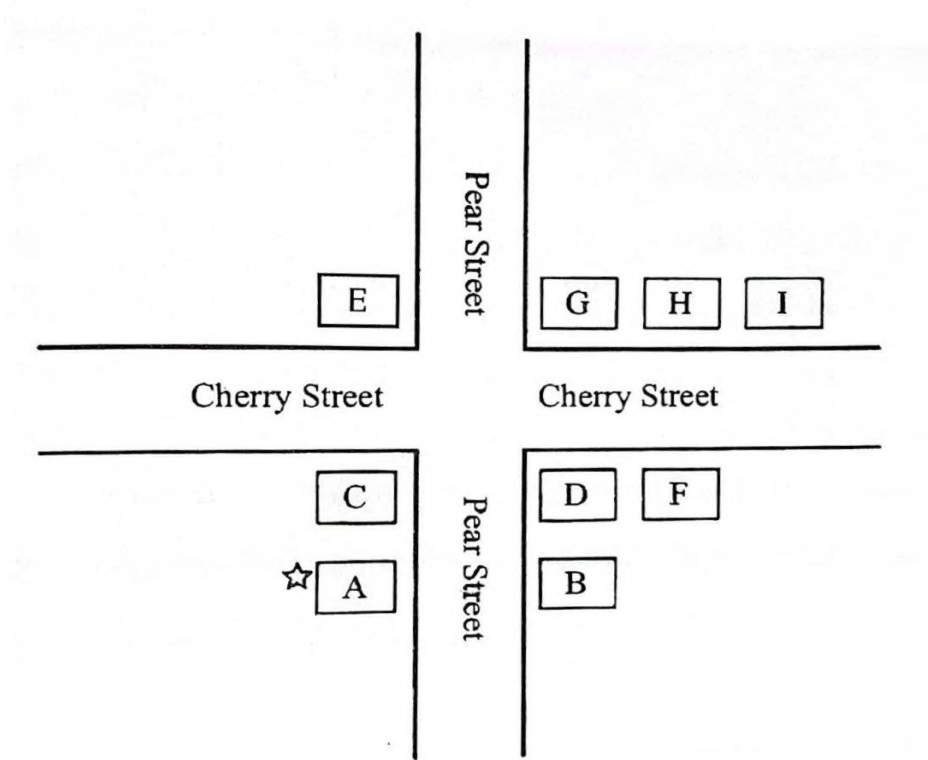 Pear Street
E
G H I
Cherry Street Cherry Street
C
D F
Pear Street
A
B